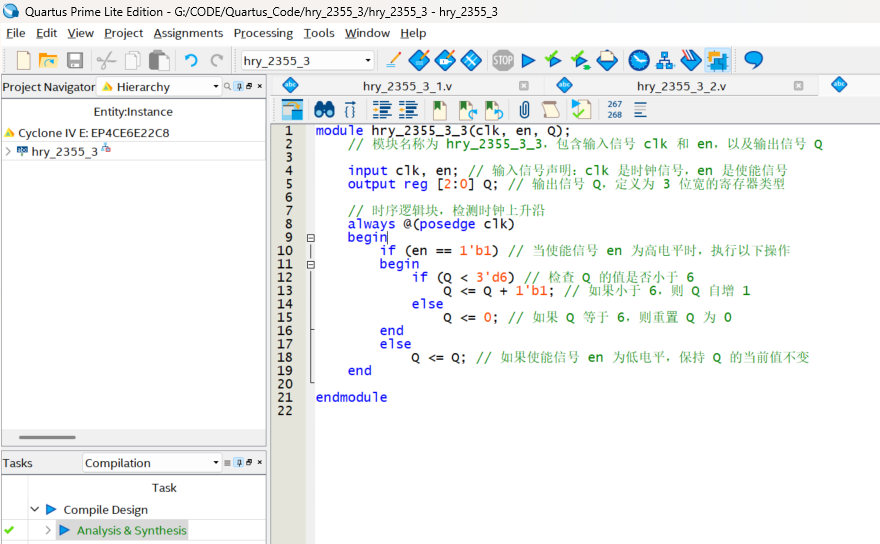 Quartus Prime Lite Edition - G:/CODE/Quartus_Code/hry_2355_3/hry_2355_3 - hry_2355_3
File Edit View Project Assignments Processing Tools Window Help
hry_2355_3
STOP
Project Navigator Hierarchy
hry_2355_3_1.v
hry_2355_3_2.v
Entity:Instance
Cyclone IV E: EP4CE6E22C8
hry_2355_3
267
268
1 module hry_2355_3_3(clk, en, Q);
2 // 模块名称为 hry_2355_3_3，包含输入信号 clk 和 en，以及输出信号 Q
3
4 input clk, en; // 输入信号声明：clk 是时钟信号，en 是使能信号
5 output reg [2:0] Q; // 输出信号 Q，定义为 3 位宽的寄存器类型
6
7 // 时序逻辑块，检测时钟上升沿
8 always @(posedge clk)
9 begin
10 if (en == 1'b1) // 当使能信号 en 为高电平时，执行以下操作
11 begin
12 if (Q < 3'd6) // 检查 Q 的值是否小于 6
13 Q <= Q + 1'b1; // 如果小于 6，则 Q 自增 1
14 else
15 Q <= 0; // 如果 Q 等于 6，则重置 Q 为 0
16 end
17 else
18 Q <= Q; // 如果使能信号 en 为低电平，保持 Q 的当前值不变
19 end
20
21 endmodule
22
Tasks Compilation
Task
Compile Design
Analysis & Synthesis